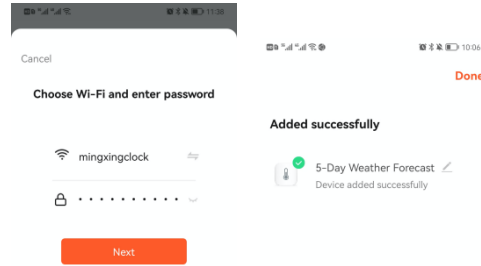 11:38
Cancel
Choose Wi-Fi and enter password
mingxingclock
Next
10:06
Done
Added successfully
5-Day Weather Forecast
Device added successfully